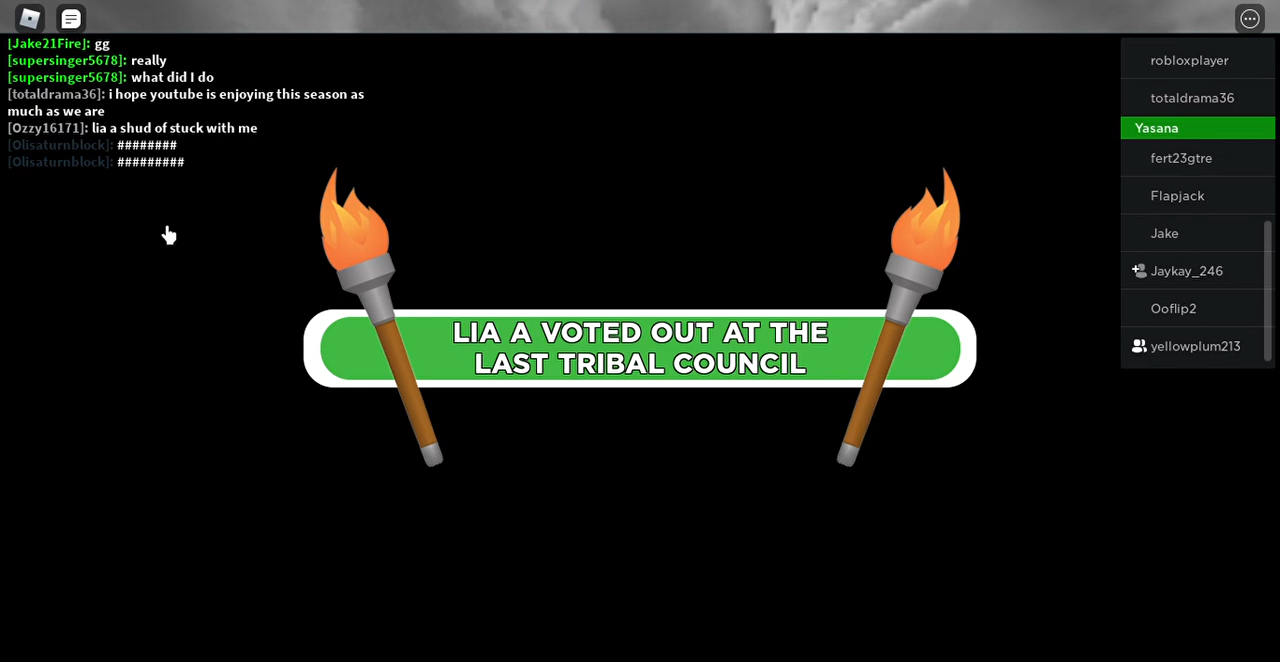 [Jake21Fire]: gg
[supersinger5678]: really
[supersinger5678]: what did I do
[totaldrama36]: i hope youtube is enjoying this season as
much as we are
[Ozzy16171]: lia a shud of stuck with me
[Olisaturnblock]: ########
[Olisaturnblock]: #########
LIA A VOTED OUT AT THE
LAST TRIBAL COUNCIL
robloxplayer
totaldrama36
Yasana
fert23gtre
Flapjack
Jake
Jaykay_246
Ooflip2
yellowplum213